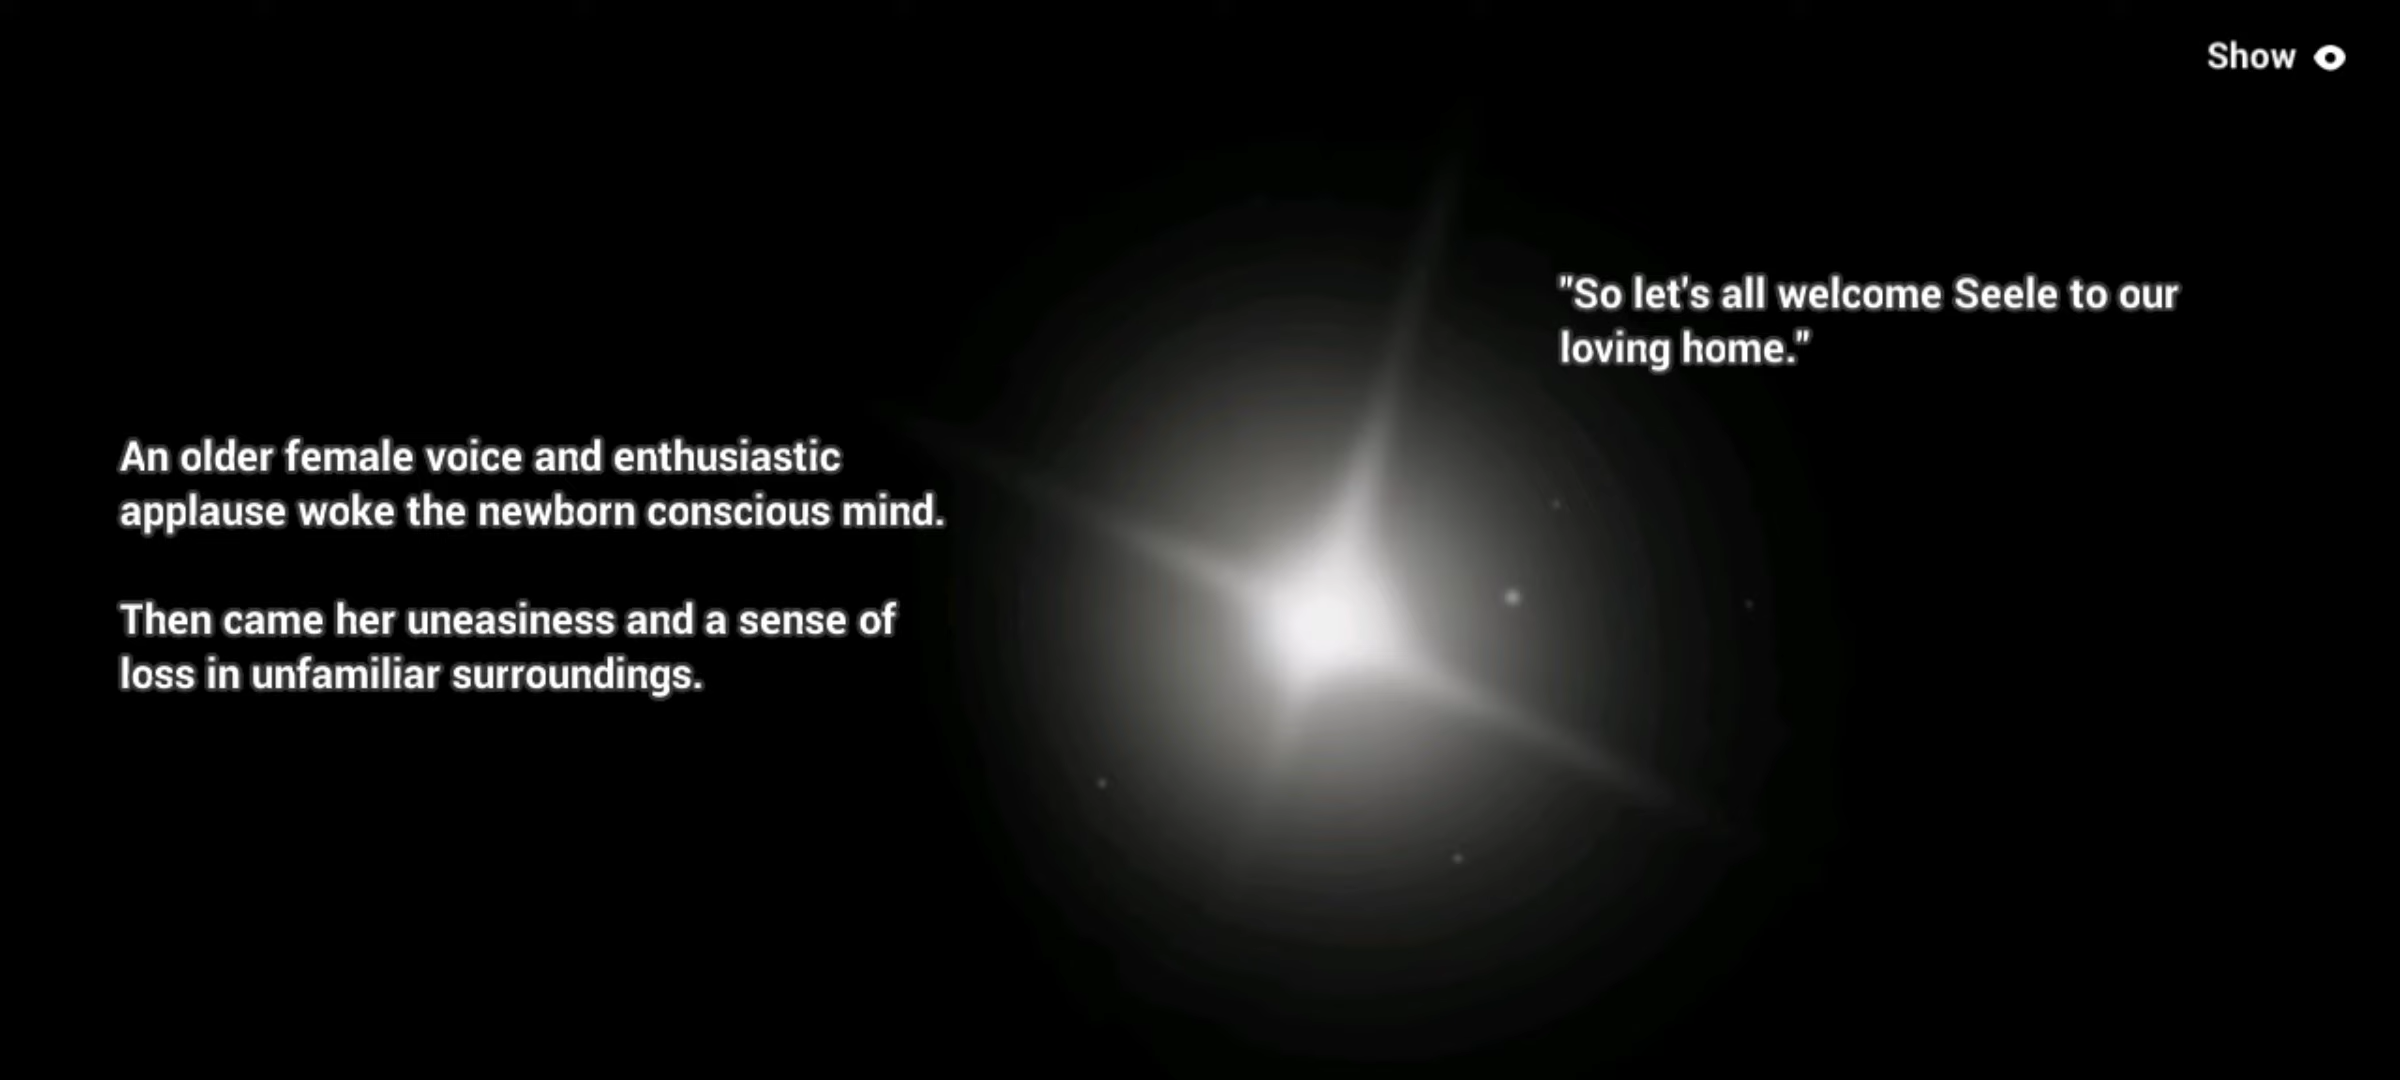 Show
"So let's all welcome Seele to our
loving home."
An older female voice and enthusiastic
applause woke the newborn conscious mind.
Then came her uneasiness and a sense of
loss in unfamiliar surroundings.